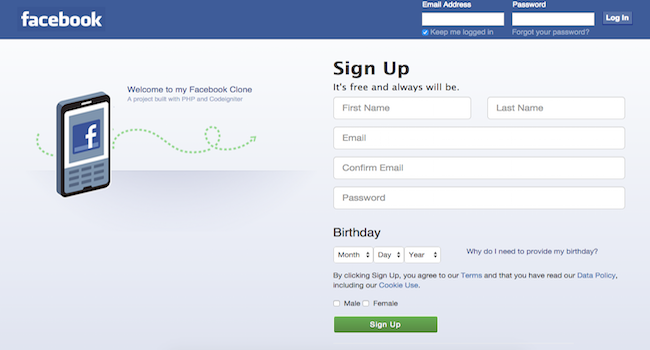 facebook
Email Address
Password
Log In
Keep me logged in
Forgot your password?
Welcome to my Facebook Clone
A project built with PHP and Codeigniter
f
Sign Up
It's free and always will be.
First Name
Last Name
Email
Confirm Email
Password
Birthday
Month
Day
Year
Why do I need to provide my birthday?
By clicking Sign Up, you agree to our Terms and that you have read our Data Policy,
including our Cookie Use.
Male
Female
Sign Up